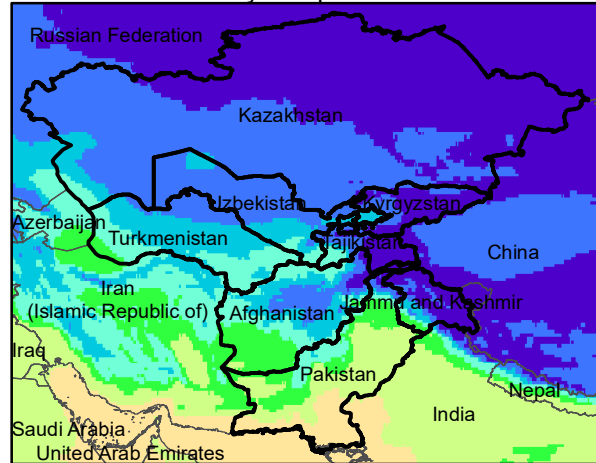 Russian Federation
Kazakhstan
Uzbekistan
Kyrgyzstan
Azerbaijan
Turkmenistan
Tajikistan
China
Iran
(Islamic Republic of)
Afghanistan
Jammu and Kashmir
Iraq
Pakistan
Nepal
India
Saudi Arabia
United Arab Emirates